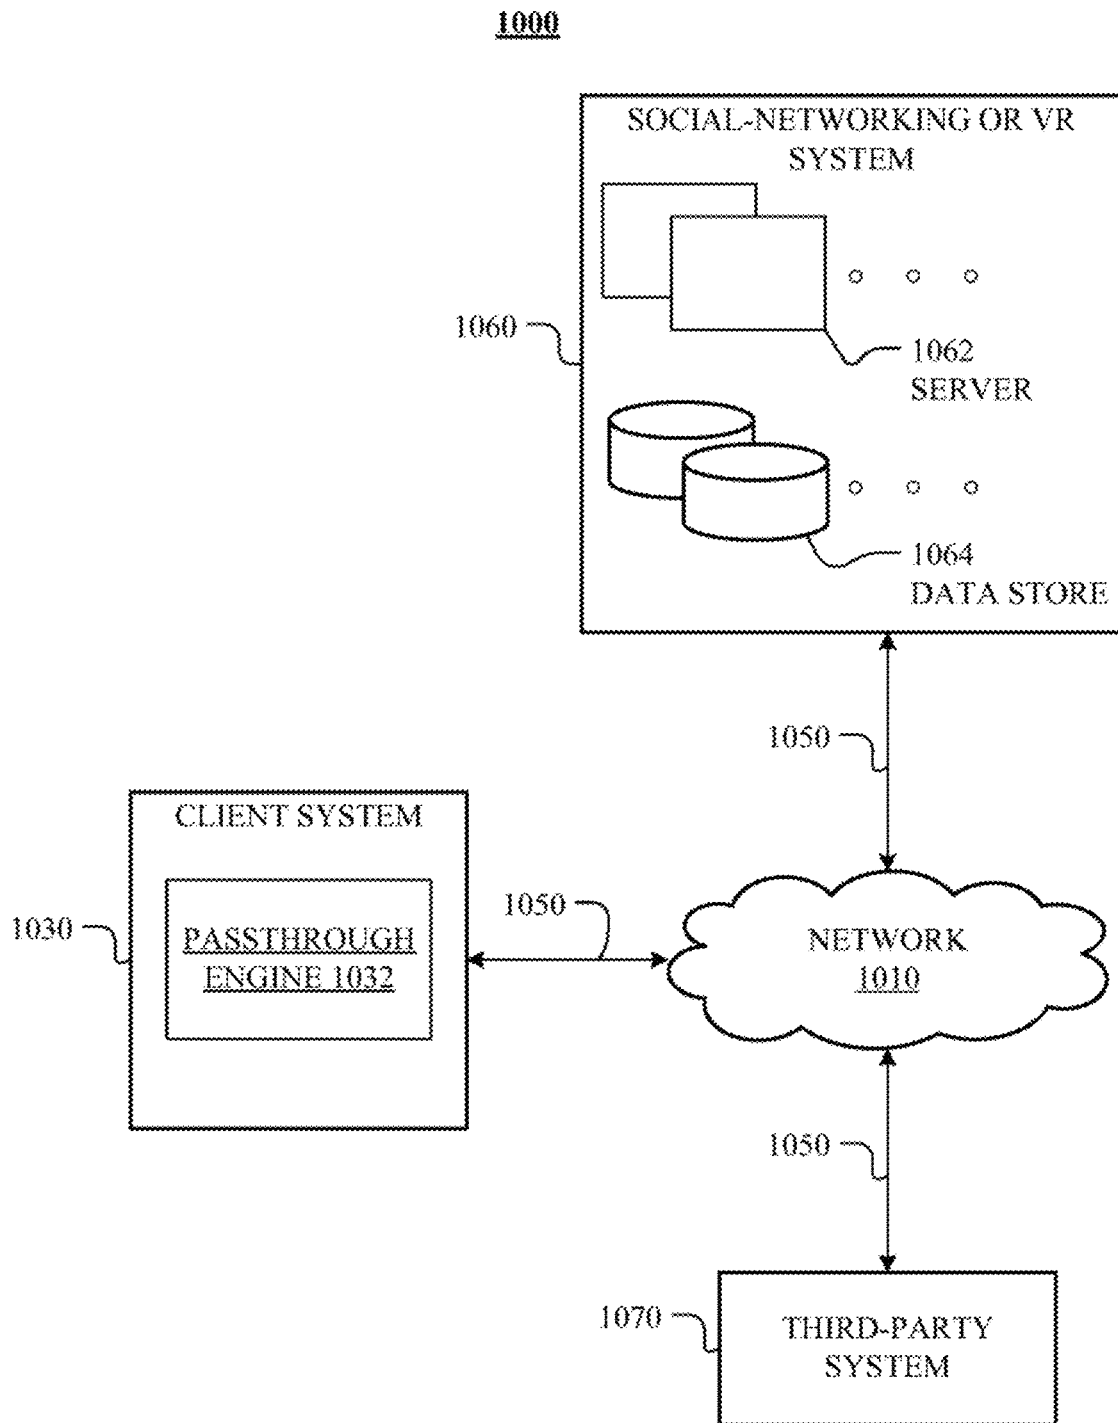 1000
SOCIAL-NETWORKING OR VR
SYSTEM
1060
1062
SERVER
1064
DATA STORE
1050
CLIENT SYSTEM
1030
PASSTHROUGH
ENGINE 1032
1050
NETWORK
1010
1050
1070
THIRD-PARTY
SYSTEM